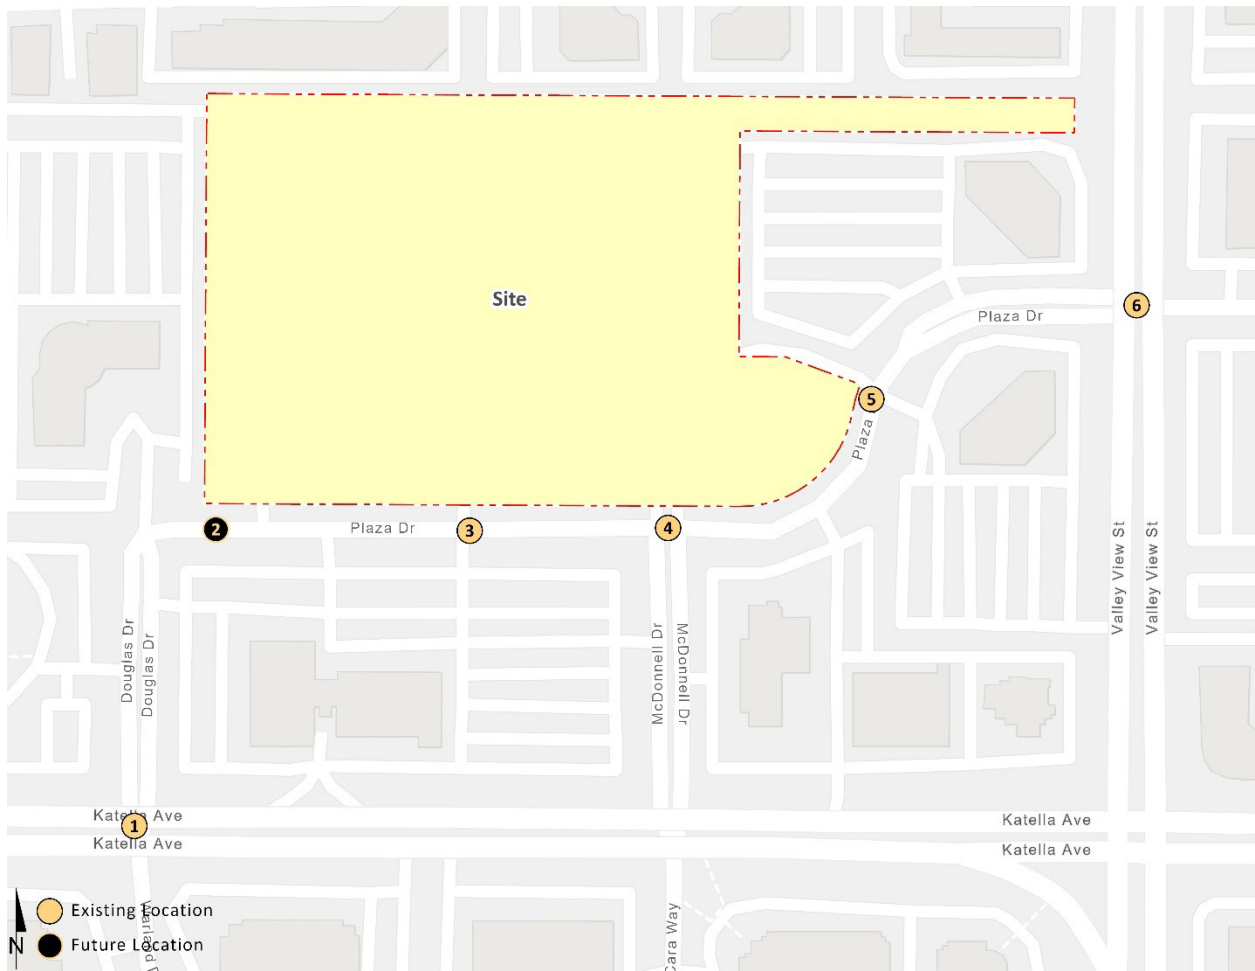 Site
6
Plaza Dr
5
Plaza
2
Plaza Dr
3
4
Valley View St
Valley View St
Douglas Dr
Douglas Dr
McDonnell Dr
McDonnell Dr
Katella Ave
Katella Ave
1
Katella Ave
Katella Ave
Existing Location
N
Future Location
Cara Way